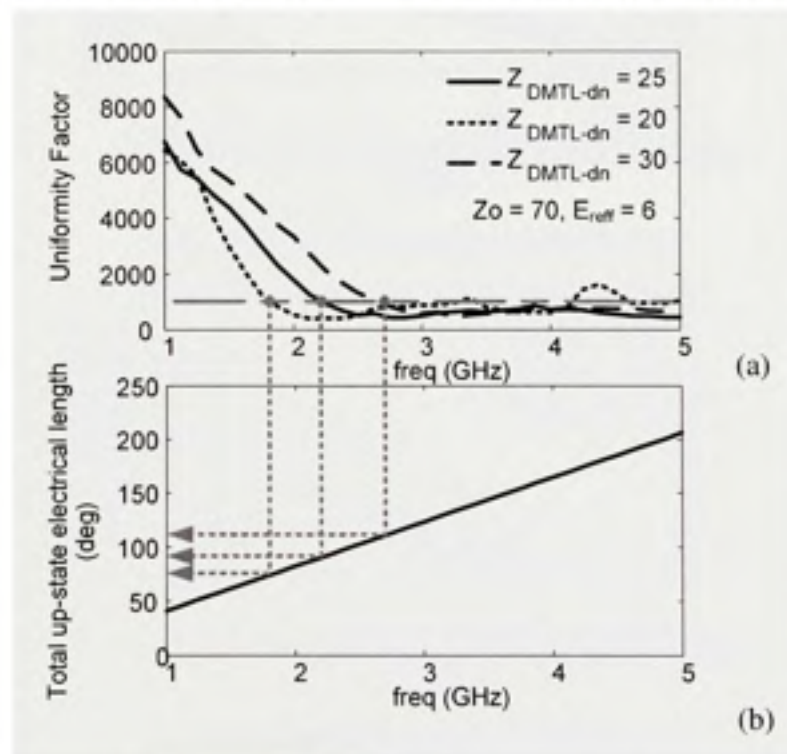 10000
8000
6000
4000
2000
0
Uniformity Factor
Z DMTL-dn = 25
Z DMTL-dn = 20
Z DMTL-dn = 30
Zo = 70, Ereff = 6
1 2 3 4 5
freq (GHz)
(a)
250
200
150
100
50
0
Total up-state electrical length
(deg)
1 2 3 4 5
freq (GHz)
(b)